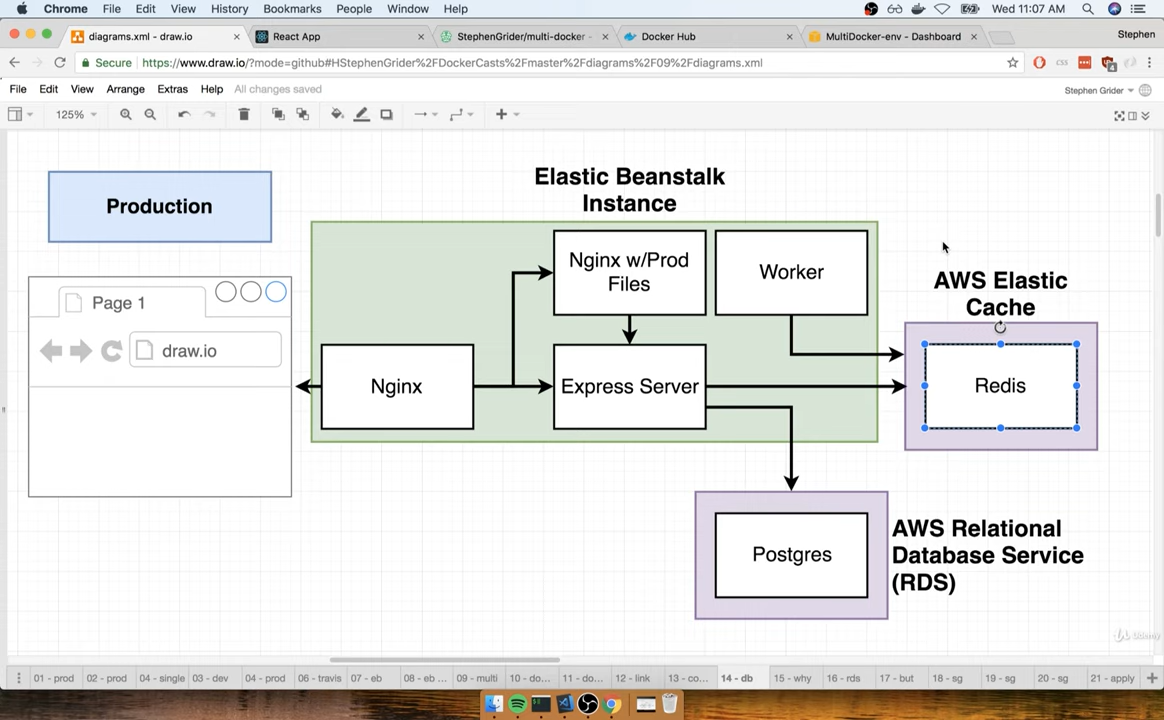 Chrome File Edit View History Bookmarks People Window Help Wed 11:07 AM
diagrams.xml - draw.io React App StephenGrider/multi-docker - Docker Hub MultiDocker-env - Dashboard Stephen
Secure https://www.draw.io/?mode=github#HStephenGrider%2FDockerCasts%2Fmaster%2Fdiagrams%2F09%2Fdiagrams.xml css 4
File Edit View Arrange Extras Help All changes saved Stephen Grider
125%
Elastic Beanstalk
Instance
Production
Nginx w/Prod
Files
Worker
AWS Elastic
Cache
Page 1
draw.io
Nginx
Express Server
Redis
Postgres
AWS Relational
Database Service
(RDS)
Udemy
01 - prod 02 - prod 04 - single 03 - dev 04 - prod 06 - travis 07 - eb 08 - eb ... 09 - multi 10 - do... 11 - do... 12 - link 13 - co... 14 - db 15 - why 16 - rds 17 - but 18 - sg 19 - sg 20 - sg 21 - apply